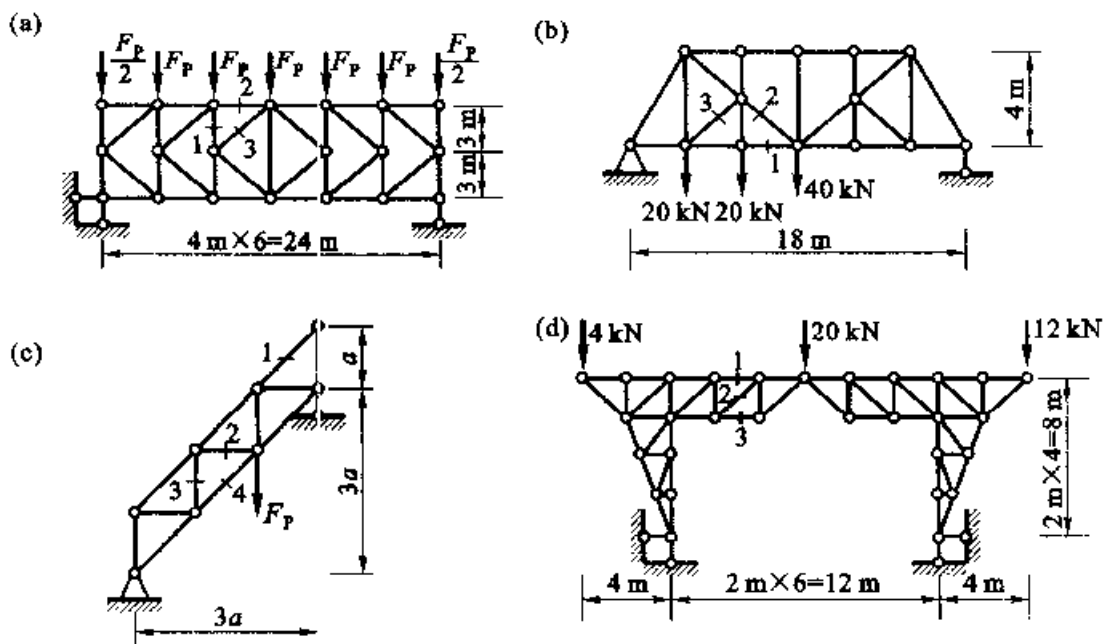 (a)
F_P/2 F_P F_P F_P F_P F_P F_P/2
2
1
3
3 m
3 m
4 m×6=24 m
(b)
3
2
1
4 m
20 kN 20 kN 40 kN
18 m
(c)
1
2
3
4
F_P
a
3a
3a
(d)
4 kN 20 kN 12 kN
1
2
3
2 m×4=8 m
4 m 2 m×6=12 m 4 m